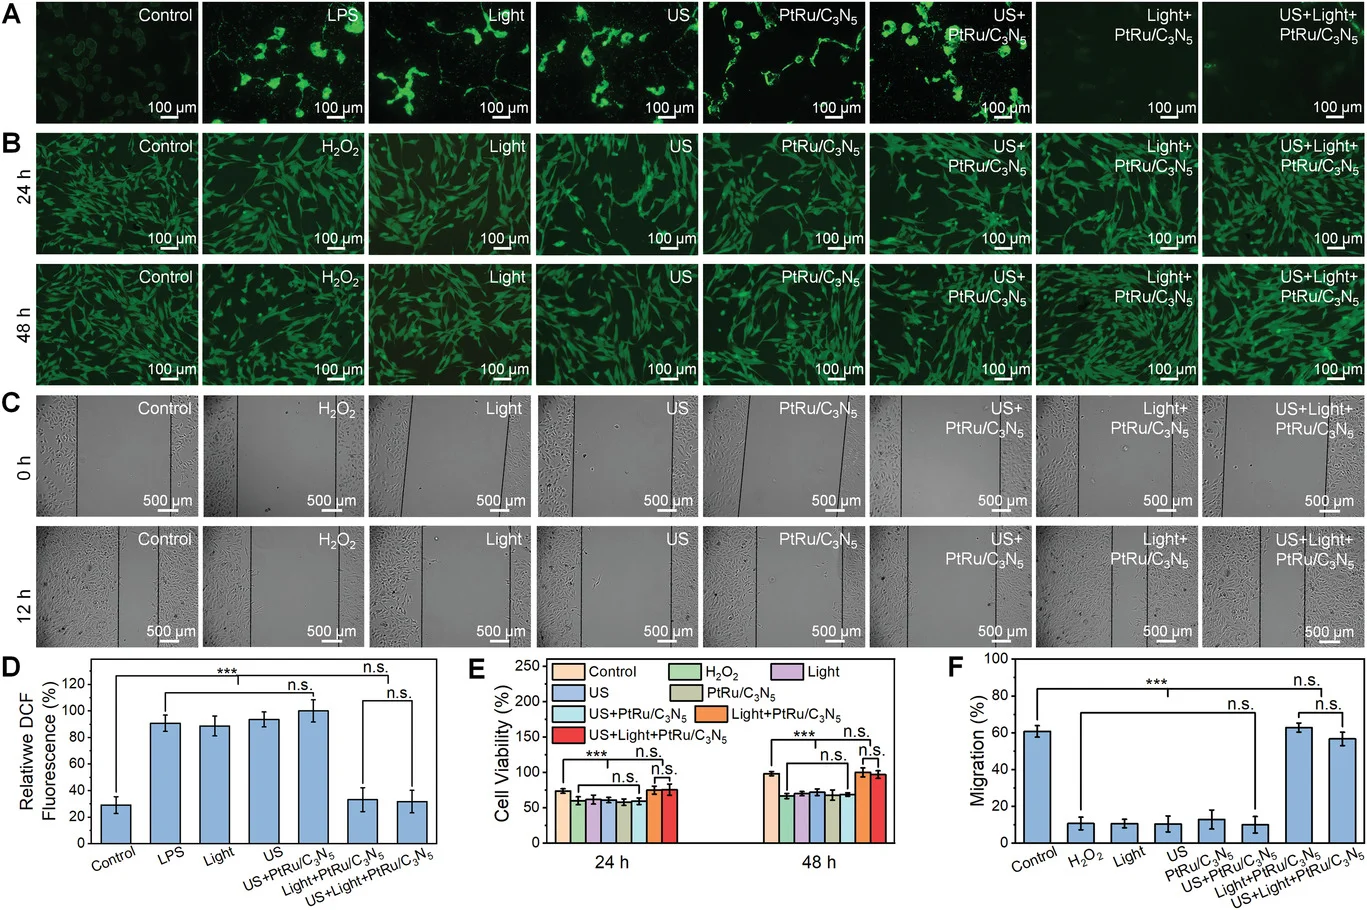 A
Control
LPS
Light
US
PtRu/C3N5
US+
PtRu/C3N5
Light+
PtRu/C3N5
US+Light+
PtRu/C3N5
100 µm
100 µm
100 µm
100 µm
100 µm
100 µm
100 µm
100 µm
B
24 h
Control
H2O2
Light
US
PtRu/C3N5
US+
PtRu/C3N5
Light+
PtRu/C3N5
US+Light+
PtRu/C3N5
100 µm
100 µm
100 µm
100 µm
100 µm
100 µm
100 µm
100 µm
48 h
Control
H2O2
Light
US
PtRu/C3N5
US+
PtRu/C3N5
Light+
PtRu/C3N5
US+Light+
PtRu/C3N5
100 µm
100 µm
100 µm
100 µm
100 µm
100 µm
100 µm
100 µm
C
0 h
Control
H2O2
Light
US
PtRu/C3N5
US+
PtRu/C3N5
Light+
PtRu/C3N5
US+Light+
PtRu/C3N5
500 µm
500 µm
500 µm
500 µm
500 µm
500 µm
500 µm
500 µm
12 h
Control
H2O2
Light
US
PtRu/C3N5
US+
PtRu/C3N5
Light+
PtRu/C3N5
US+Light+
PtRu/C3N5
500 µm
500 µm
500 µm
500 µm
500 µm
500 µm
500 µm
500 µm
D
Relativwe DCF
Fluorescence (%)
120
100
80
60
40
20
0
***
n.s.
n.s.
n.s.
Control
LPS
Light
US
US+PtRu/C3N5
Light+PtRu/C3N5
US+Light+PtRu/C3N5
E
Cell Viability (%)
250
200
150
100
50
0
Control
H2O2
Light
US
PtRu/C3N5
US+PtRu/C3N5
Light+PtRu/C3N5
US+Light+PtRu/C3N5
***
n.s.
n.s.
n.s.
***
n.s.
n.s.
n.s.
24 h
48 h
F
Migration (%)
100
80
60
40
20
0
***
n.s.
n.s.
n.s.
Control
H2O2
Light
US
PtRu/C3N5
US+PtRu/C3N5
Light+PtRu/C3N5
US+Light+PtRu/C3N5